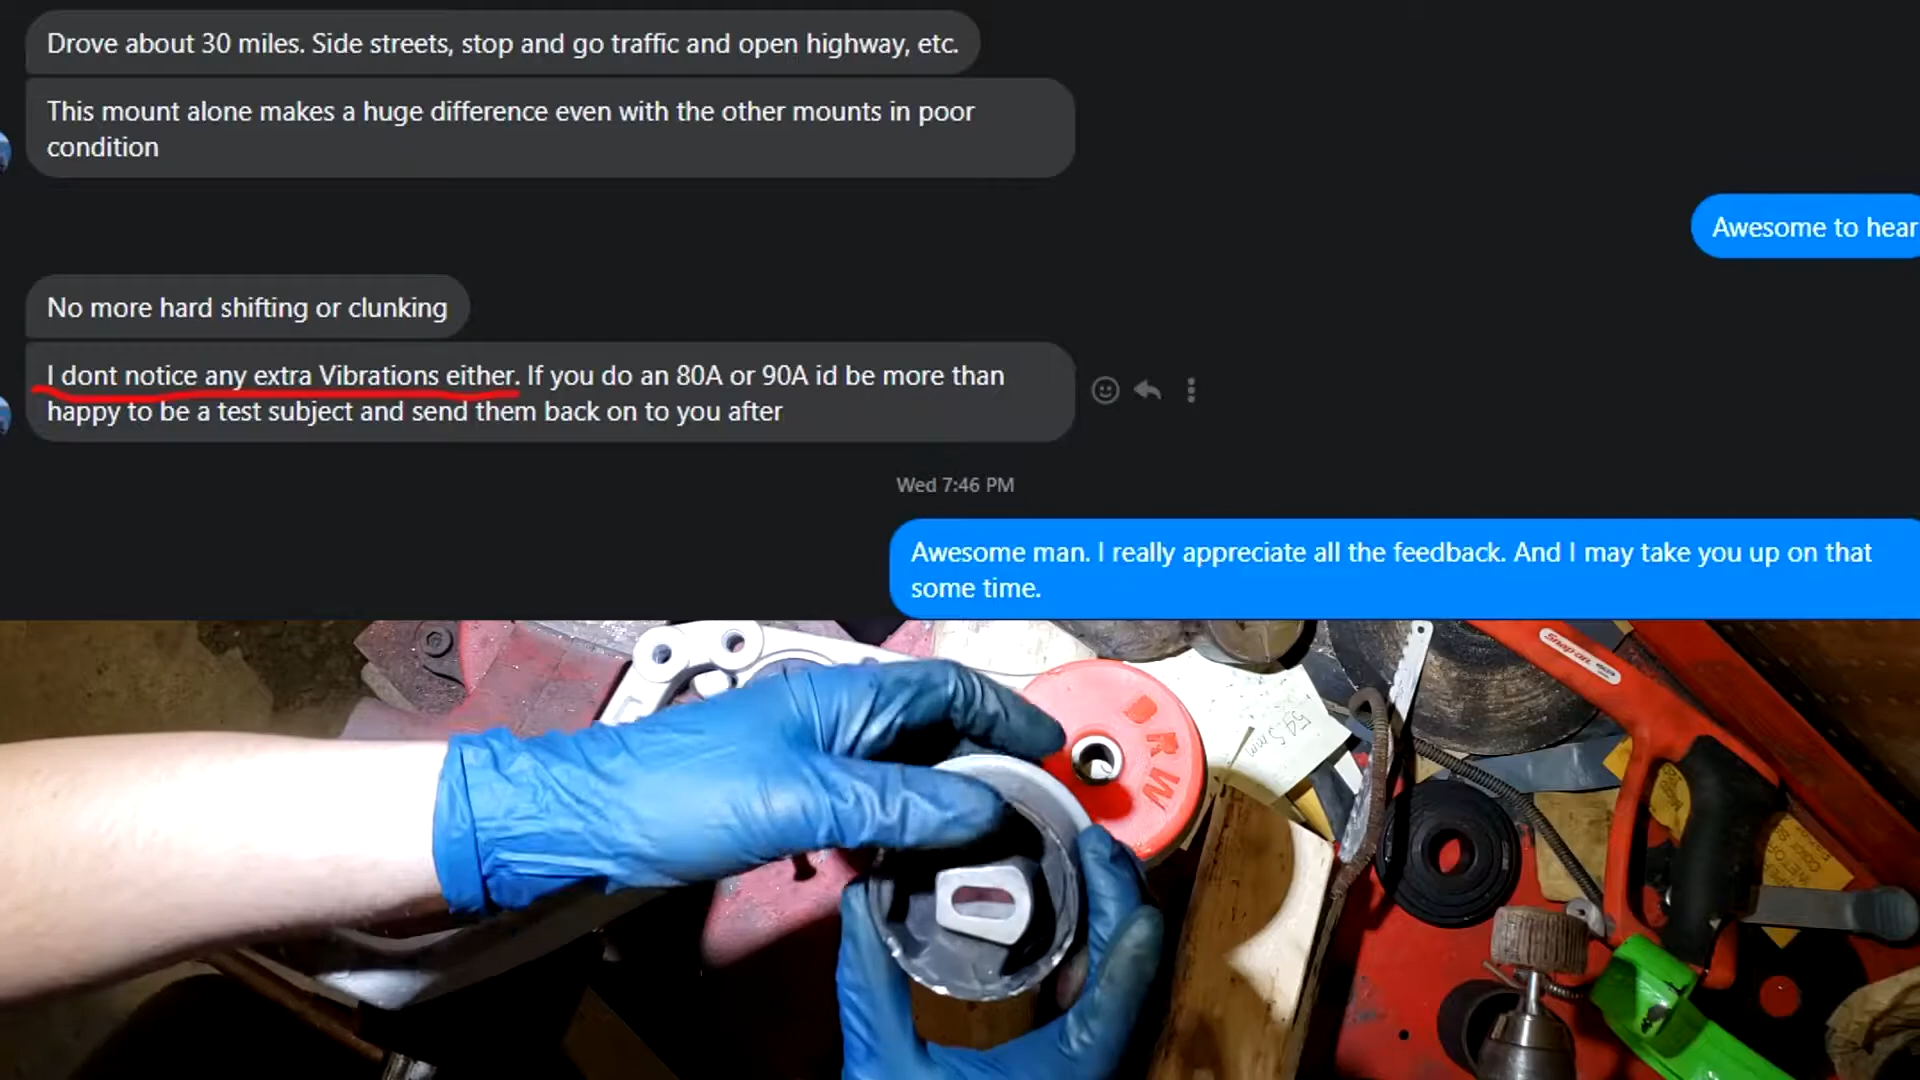 Drove about 30 miles. Side streets, stop and go traffic and open highway, etc.
This mount alone makes a huge difference even with the other mounts in poor
condition
Awesome to hear
No more hard shifting or clunking
I dont notice any extra Vibrations either. If you do an 80A or 90A id be more than
happy to be a test subject and send them back on to you after
Wed 7:46 PM
Awesome man. I really appreciate all the feedback. And I may take you up on that
some time.
Snap-on
DRW
59.5mm